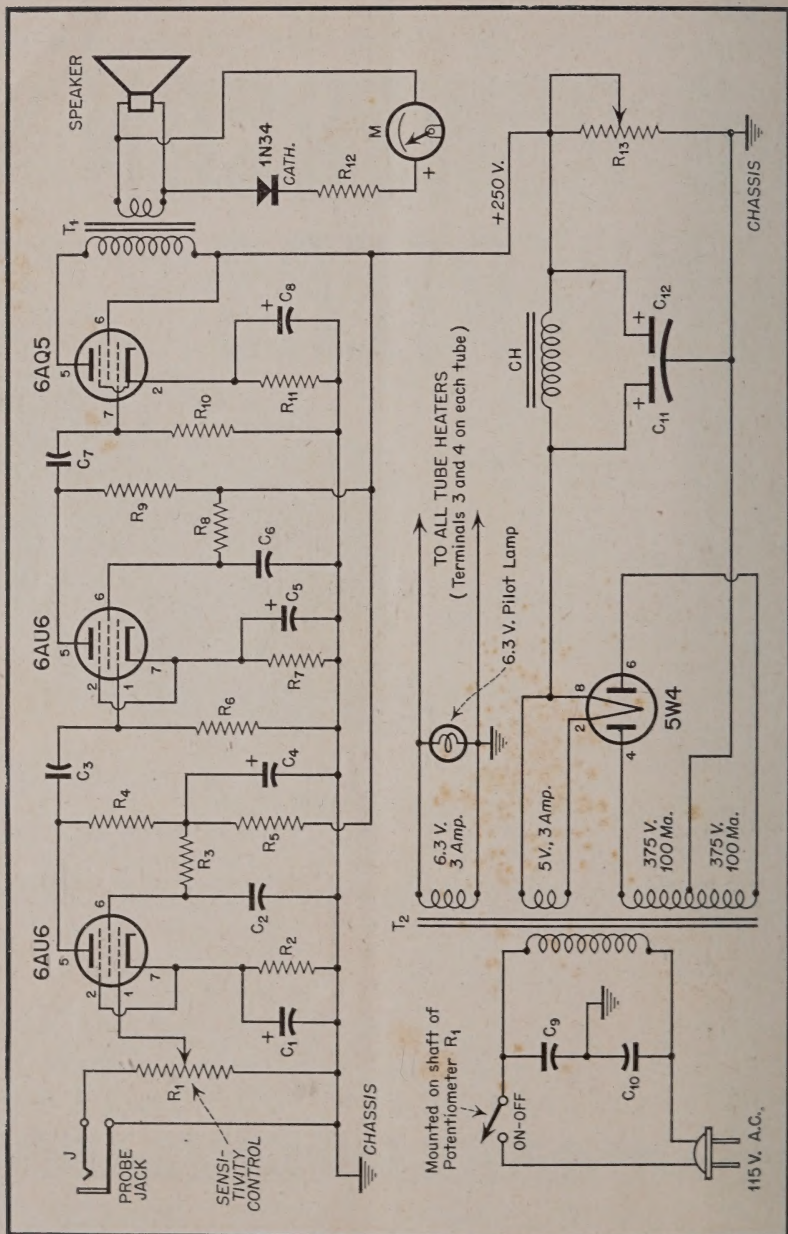 6AU6
6AU6
6AQ5
SPEAKER
J
PROBE
JACK
R1
SENSI-
TIVITY
CONTROL
CHASSIS
5
2
1
6
7
C1
+
R2
C2
R3
R4
R5
C4
+
C3
R6
5
2
1
6
7
R7
C5
+
C6
R8
R9
C7
R10
5
7
6
2
R11
C8
+
T1
1N34
CATH.
R12
M
+
+250 V.
TO ALL TUBE HEATERS
(Terminals 3 and 4 on each tube)
6.3 V. Pilot Lamp
T2
6.3 V.
3 Amp.
5V., 3 Amp.
375 V.
100 Ma.
375 V.
100 Ma.
2
8
4
6
5W4
CH
+
C11
+
C12
R13
CHASSIS
Mounted on shaft of
Potentiometer R1
ON-OFF
C9
C10
115 V. A.C.